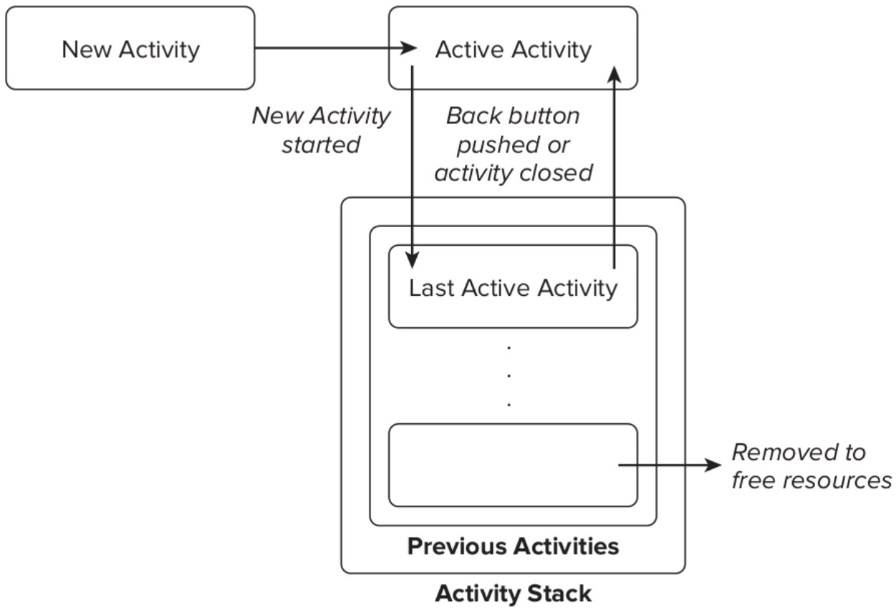 New Activity
Active Activity
New Activity
started
Back button
pushed or
activity closed
Last Active Activity
Removed to
free resources
Previous Activities
Activity Stack